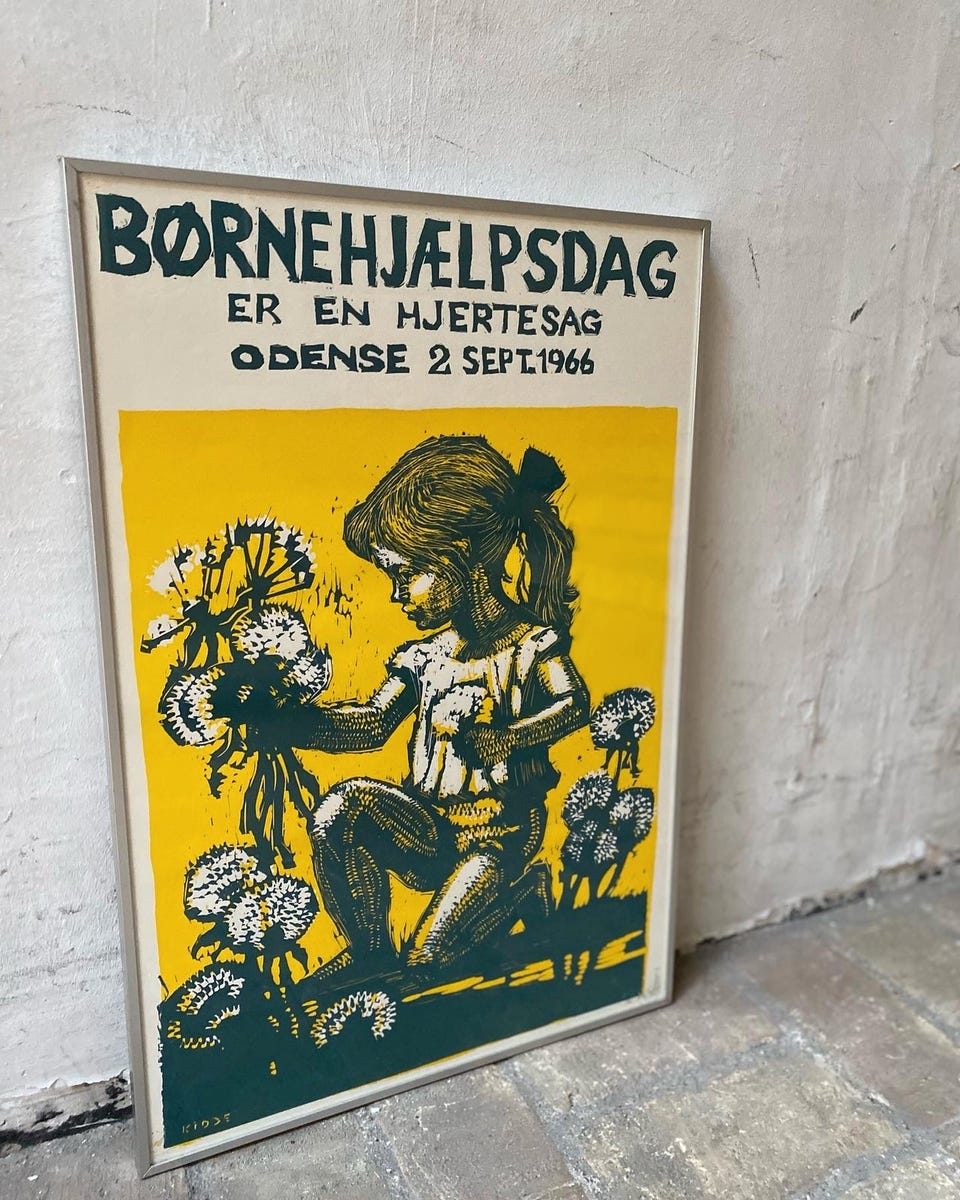 BØRNEHJÆLPSDAG
ER EN HJERTESAG
ODENSE 2 SEPT.1966
KIDDE